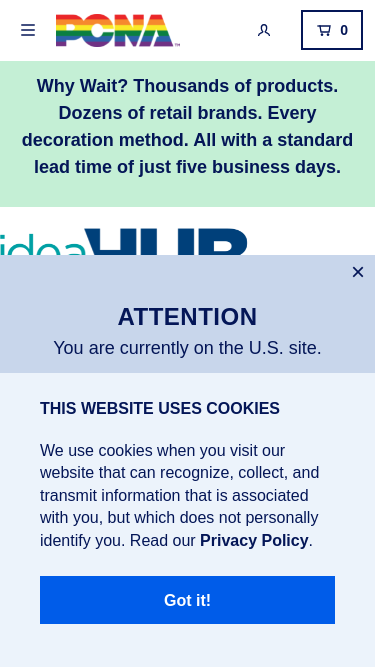 PCNA™
0
Why Wait? Thousands of products.
Dozens of retail brands. Every
decoration method. All with a standard
lead time of just five business days.
ideaHUB
×
ATTENTION
You are currently on the U.S. site.
THIS WEBSITE USES COOKIES
We use cookies when you visit our
website that can recognize, collect, and
transmit information that is associated
with you, but which does not personally
identify you. Read our Privacy Policy.
Got it!